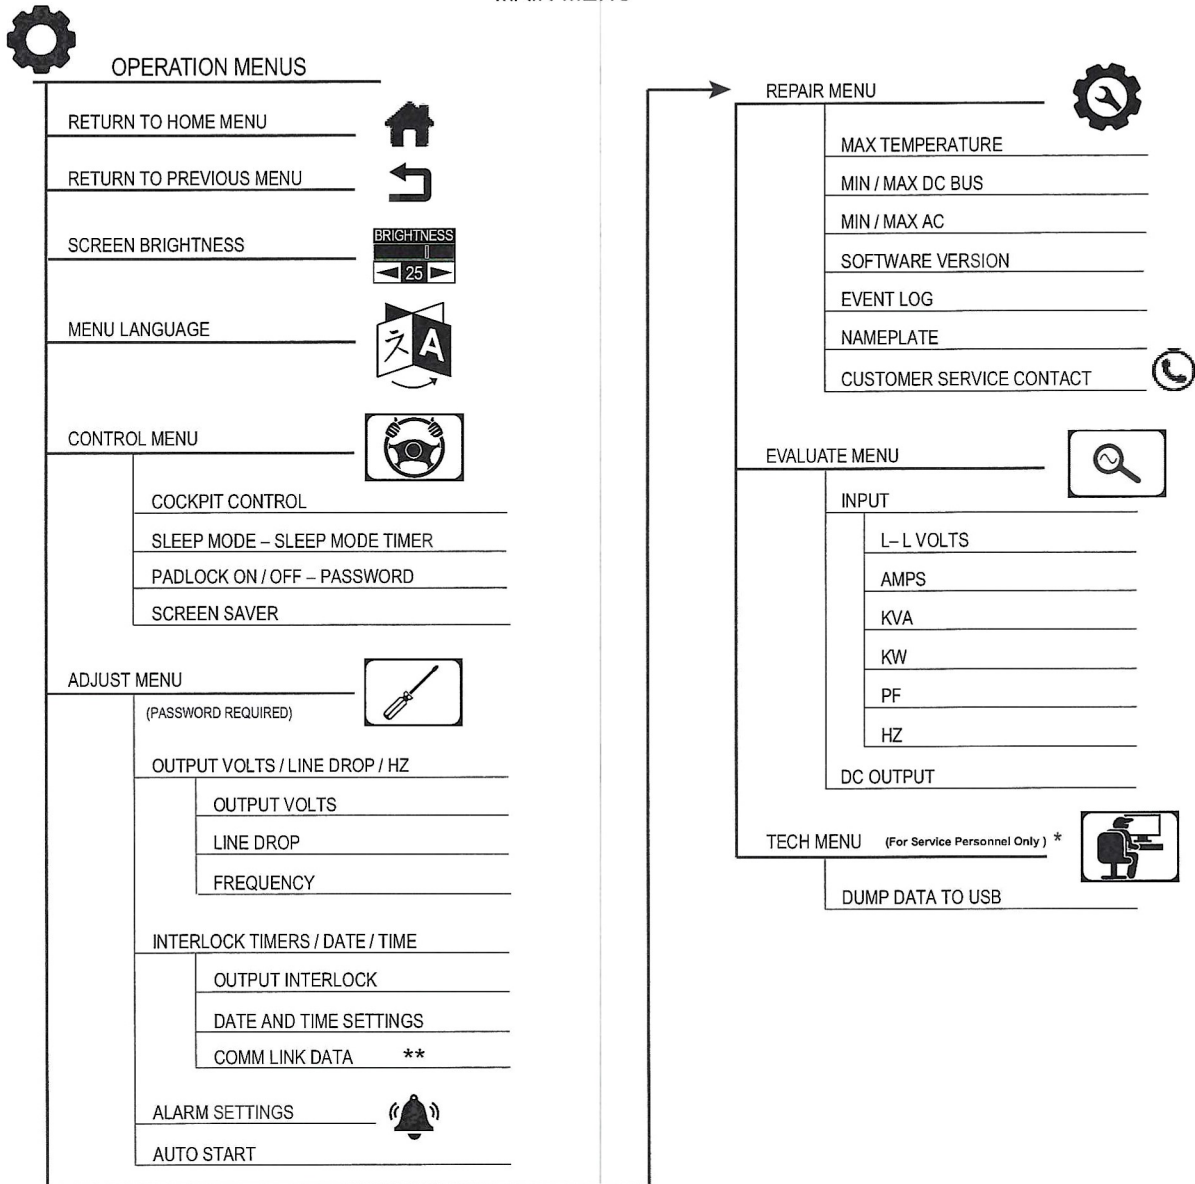 OPERATION MENUS
RETURN TO HOME MENU
RETURN TO PREVIOUS MENU
SCREEN BRIGHTNESS
BRIGHTNESS
25
MENU LANGUAGE
A
CONTROL MENU
COCKPIT CONTROL
SLEEP MODE – SLEEP MODE TIMER
PADLOCK ON / OFF – PASSWORD
SCREEN SAVER
ADJUST MENU
(PASSWORD REQUIRED)
OUTPUT VOLTS / LINE DROP / HZ
OUTPUT VOLTS
LINE DROP
FREQUENCY
INTERLOCK TIMERS / DATE / TIME
OUTPUT INTERLOCK
DATE AND TIME SETTINGS
COMM LINK DATA **
ALARM SETTINGS
AUTO START
REPAIR MENU
MAX TEMPERATURE
MIN / MAX DC BUS
MIN / MAX AC
SOFTWARE VERSION
EVENT LOG
NAMEPLATE
CUSTOMER SERVICE CONTACT
EVALUATE MENU
INPUT
L– L VOLTS
AMPS
KVA
KW
PF
HZ
DC OUTPUT
TECH MENU (For Service Personnel Only ) *
DUMP DATA TO USB